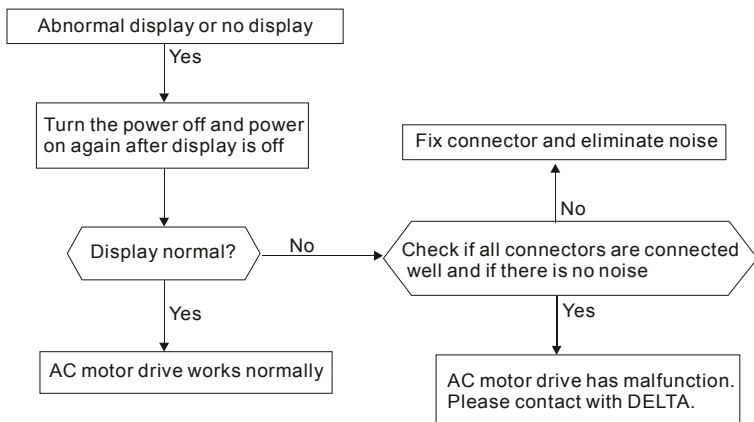 Abnormal display or no display
Yes
Turn the power off and power
on again after display is off
Fix connector and eliminate noise
No
Display normal?
No
Check if all connectors are connected
well and if there is no noise
Yes
Yes
AC motor drive works normally
AC motor drive has malfunction.
Please contact with DELTA.